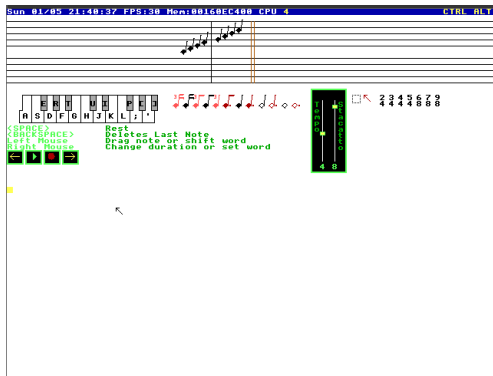 Sun 01/05 21:40:37 FPS:30 Mem:00160EC400 CPU 4 CTRL ALT
E R T U I P [ ]
A S D F G H J K L ; '
2 3 4 5 6 7 9
4 4 4 4 8 8 8
Tempo Staccatto
4 8
<SPACE> Rest
<BACKSPACE> Deletes Last Note
Left Mouse Drag note or shift word
Right Mouse Change duration or set word